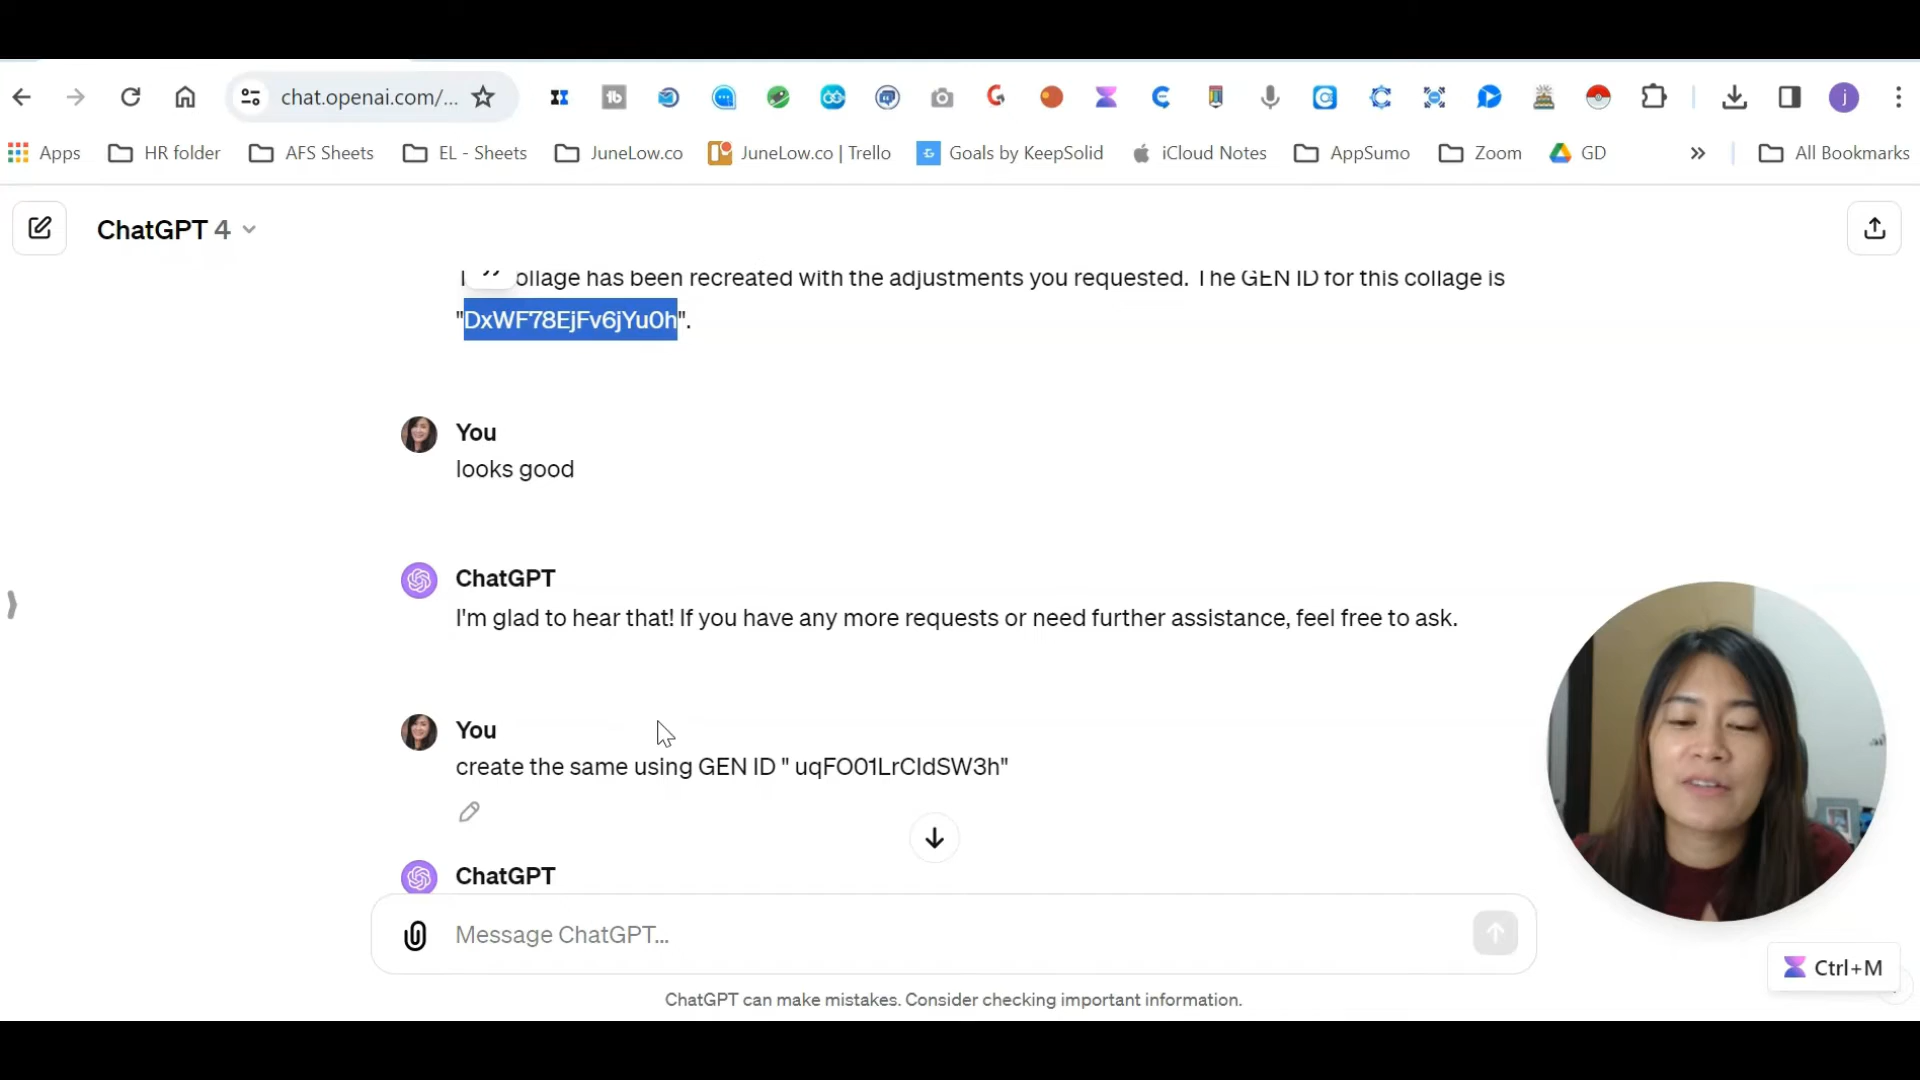 chat.openai.com/...
j
Apps
HR folder
AFS Sheets
EL - Sheets
JuneLow.co
JuneLow.co | Trello
Goals by KeepSolid
iCloud Notes
AppSumo
Zoom
GD
All Bookmarks
ChatGPT 4
ollage has been recreated with the adjustments you requested. The GEN ID for this collage is
"DxWF78EjFv6jYu0h".
You
looks good
ChatGPT
I'm glad to hear that! If you have any more requests or need further assistance, feel free to ask.
You
create the same using GEN ID " uqFO01LrCIdSW3h"
ChatGPT
Message ChatGPT...
Ctrl+M
ChatGPT can make mistakes. Consider checking important information.